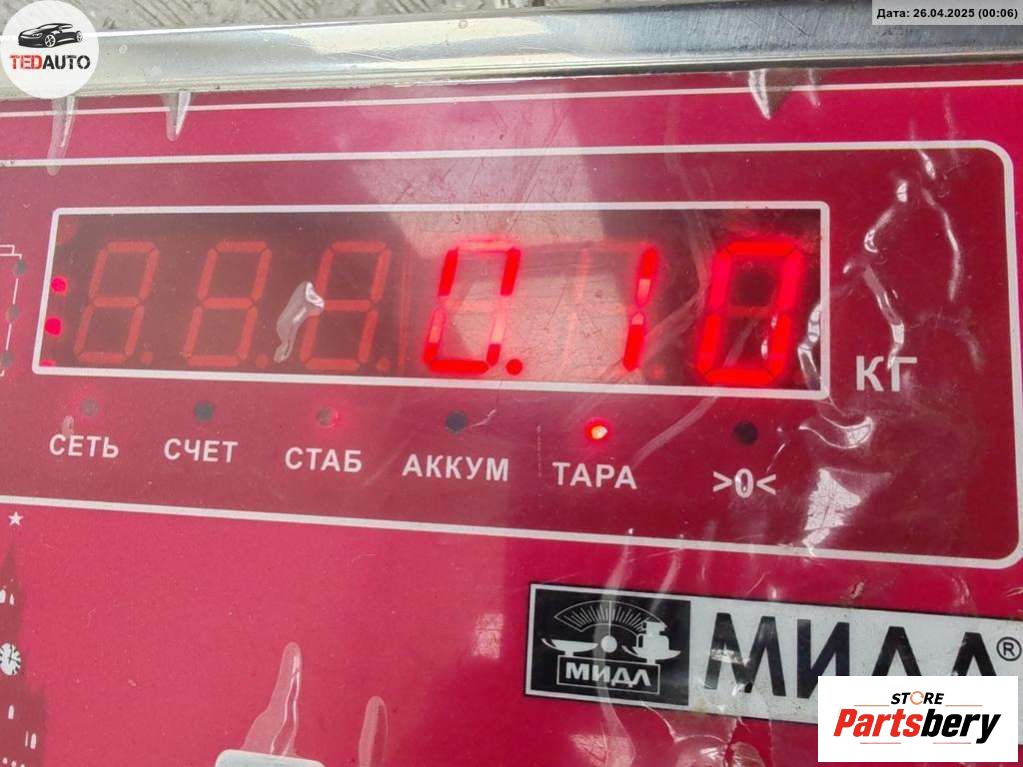 Дата: 26.04.2025 (00:06)
TEDAUTO
0.10
КГ
СЕТЬ СЧЕТ СТАБ АККУМ ТАРА >0<
МИДЛ
МИДЛ®
STORE
Partsbery